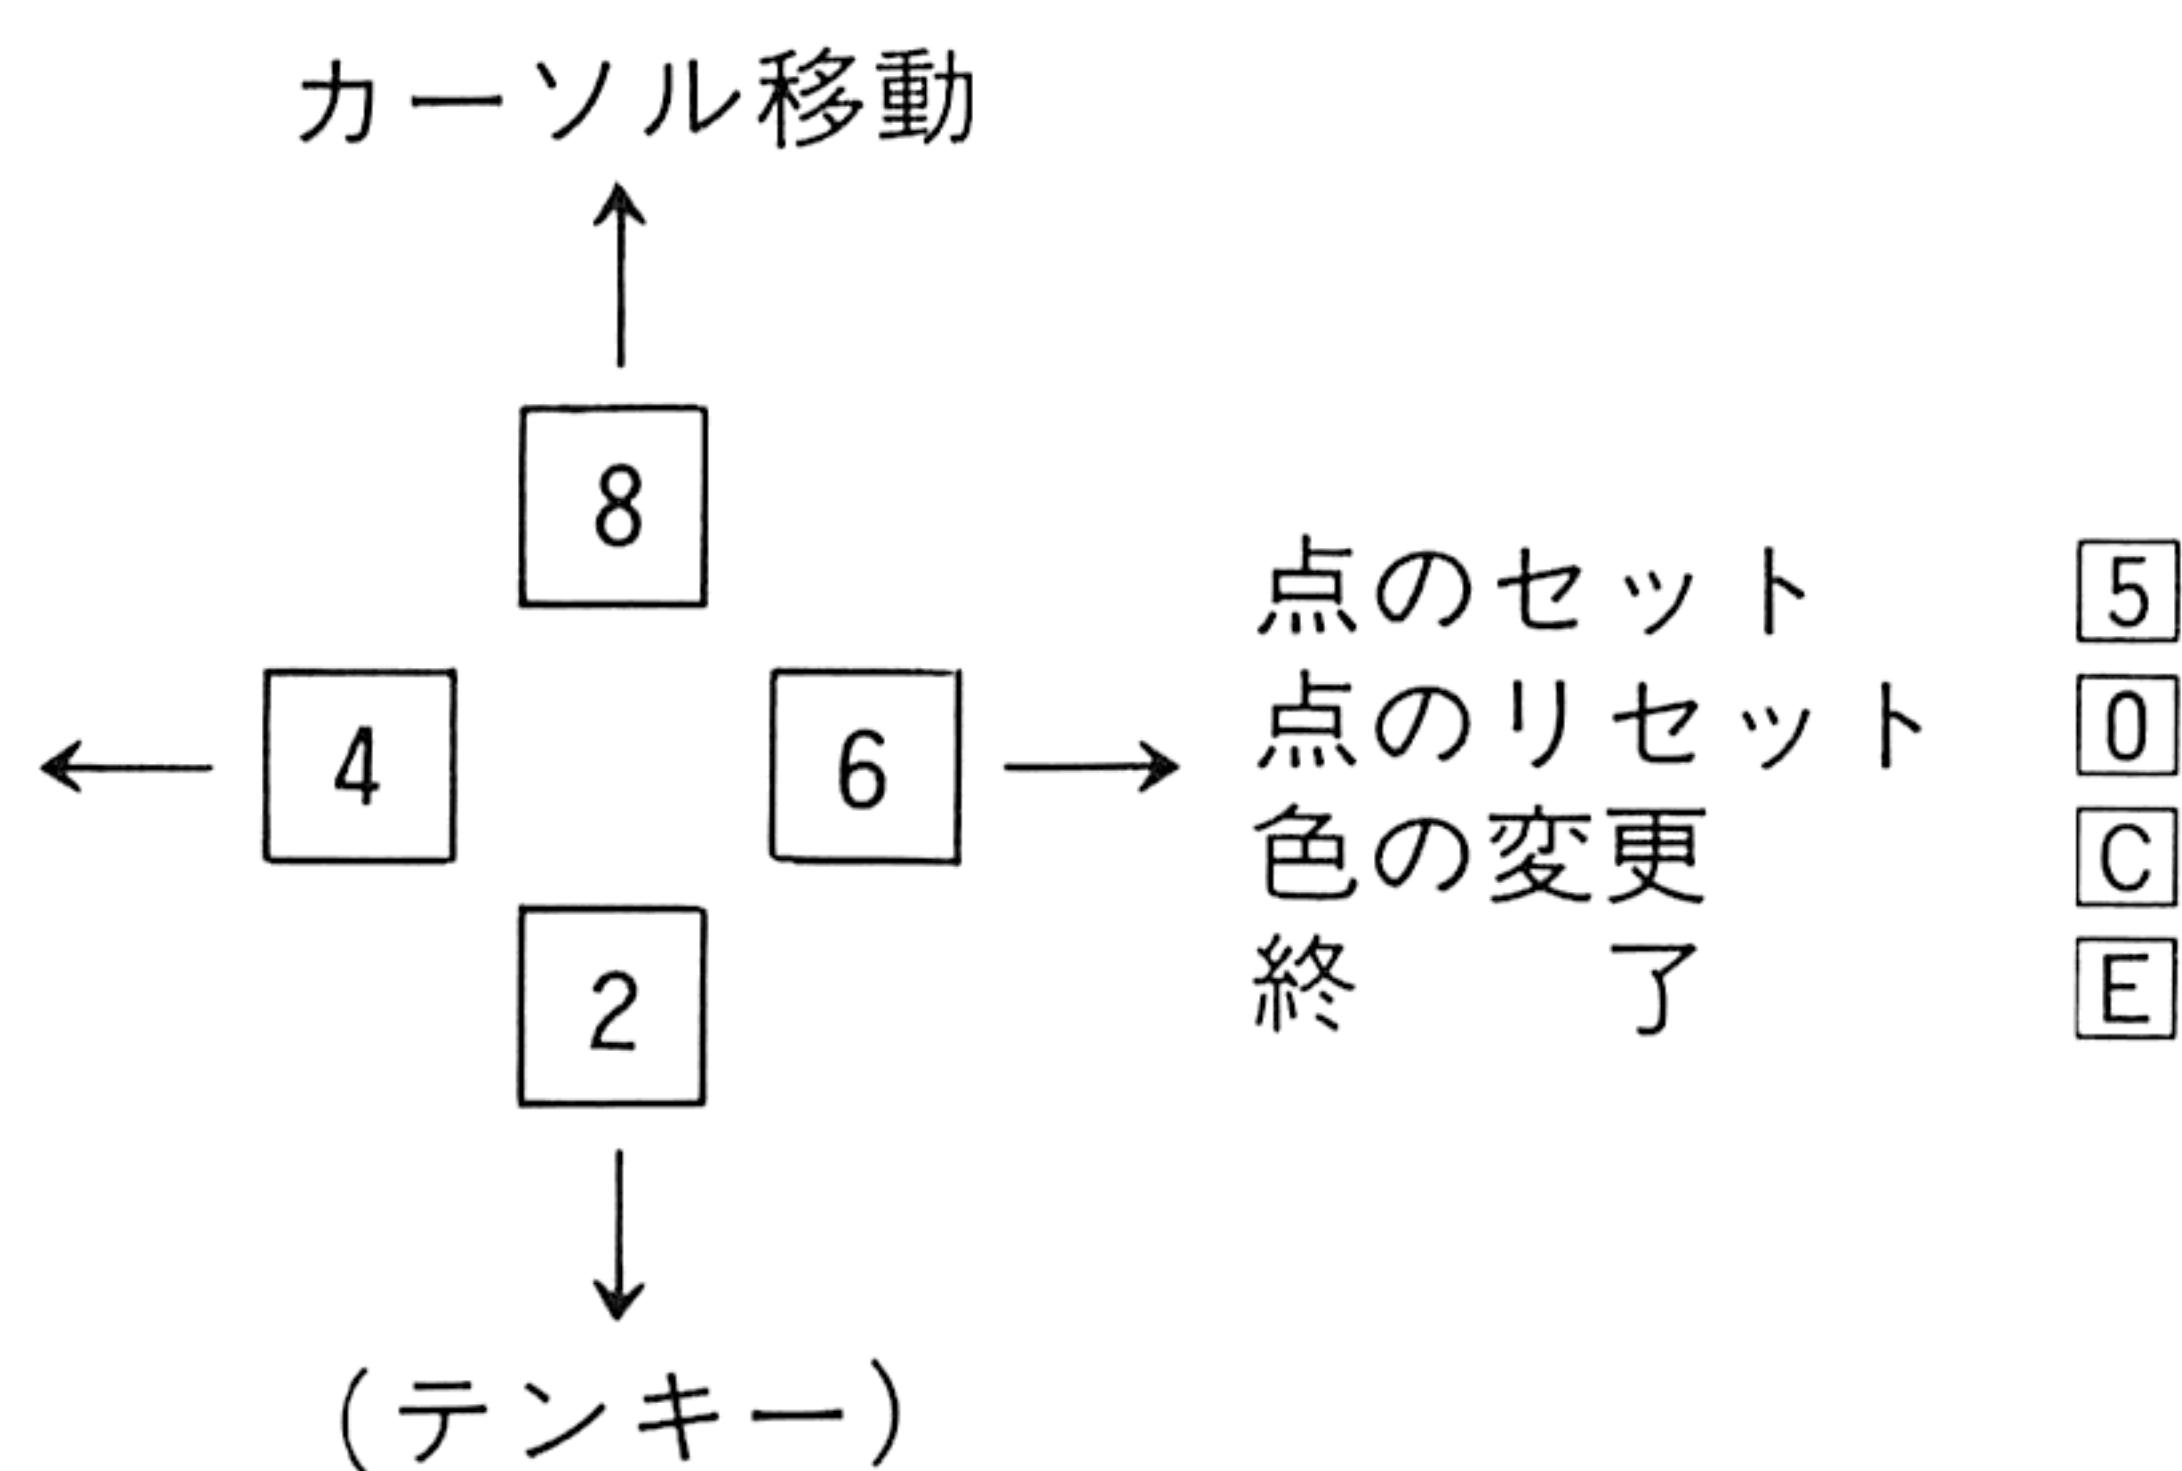 カーソル移動
↑
8
点のセット 5
← 4 6 → 点のリセット 0
色の変更 C
2
終了 E
↓
(テンキー)